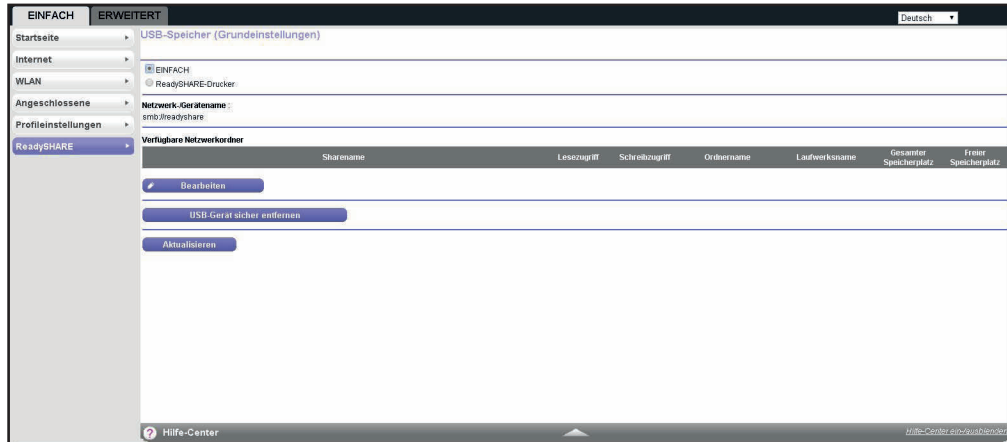 EINFACH
ERWEITERT
Deutsch
Startseite
Internet
WLAN
Angeschlossene
Profileinstellungen
ReadySHARE
USB-Speicher (Grundeinstellungen)
EINFACH
ReadySHARE-Drucker
Netzwerk-/Gerätename :
smb://readyshare
Verfügbare Netzwerkordner
Sharename Lesezugriff Schreibzugriff Ordnername Laufwerksname Gesamter Speicherplatz Freier Speicherplatz
Bearbeiten
USB-Gerät sicher entfernen
Aktualisieren
Hilfe-Center
Hilfe-Center ein-/ausblenden